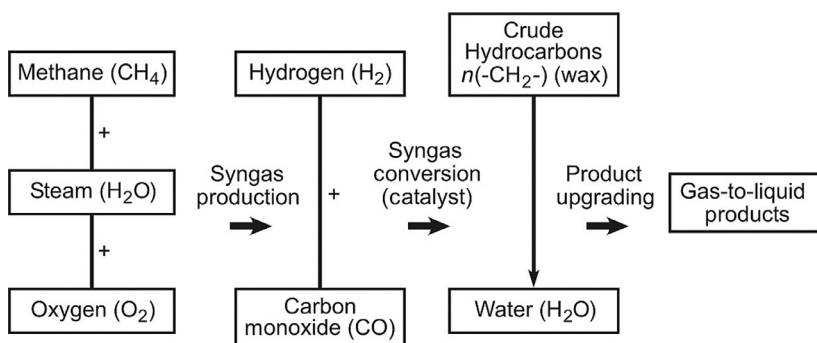 Methane (CH₄)
+
Steam (H₂O)
+
Oxygen (O₂)
Syngas
production
Hydrogen (H₂)
+
Carbon
monoxide (CO)
Syngas
conversion
(catalyst)
Crude
Hydrocarbons
n(-CH₂-) (wax)
Water (H₂O)
Product
upgrading
Gas-to-liquid
products